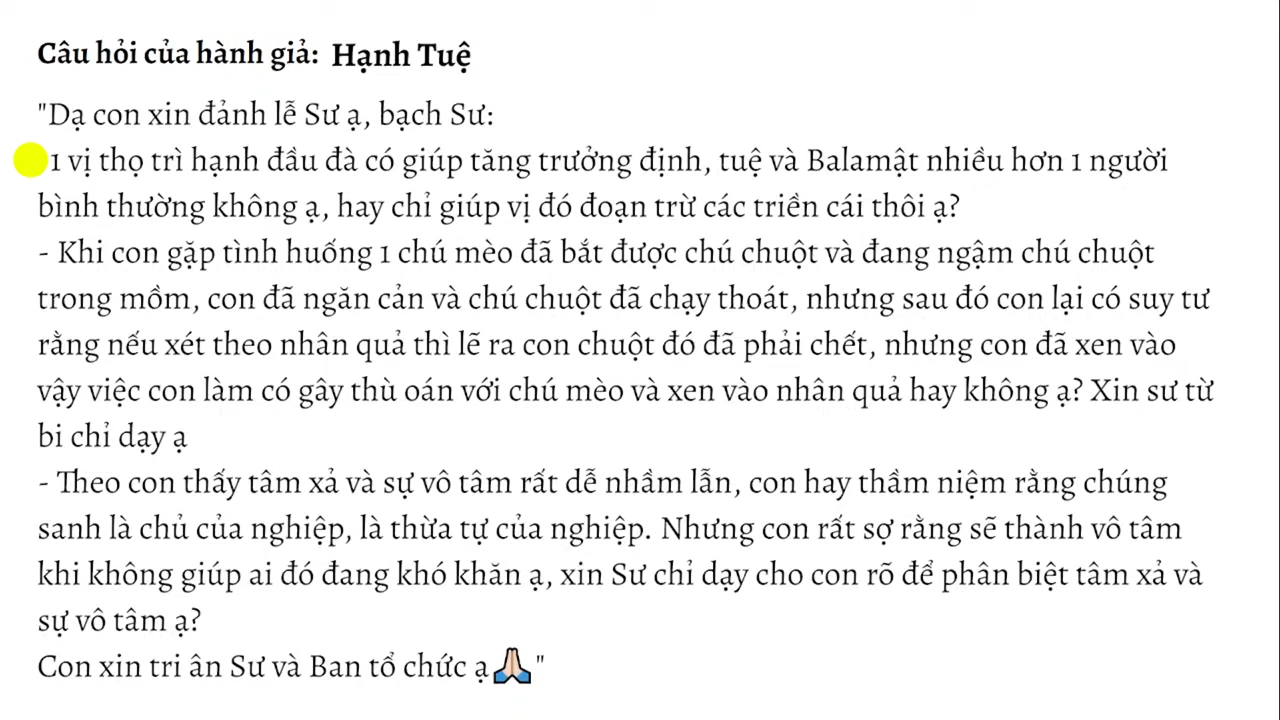 Câu hỏi của hành giả: Hạnh Tuệ
"Dạ con xin đảnh lễ Sư ạ, bạch Sư:
1 vị thọ trì hạnh đầu đà có giúp tăng trưởng định, tuệ và Balamật nhiều hơn 1 người
bình thường không ạ, hay chỉ giúp vị đó đoạn trừ các triền cái thôi ạ?
- Khi con gặp tình huống 1 chú mèo đã bắt được chú chuột và đang ngậm chú chuột
trong mồm, con đã ngăn cản và chú chuột đã chạy thoát, nhưng sau đó con lại có suy tư
rằng nếu xét theo nhân quả thì lẽ ra con chuột đó đã phải chết, nhưng con đã xen vào
vậy việc con làm có gây thù oán với chú mèo và xen vào nhân quả hay không ạ? Xin sư từ
bi chỉ dạy ạ
- Theo con thấy tâm xả và sự vô tâm rất dễ nhầm lẫn, con hay thầm niệm rằng chúng
sanh là chủ của nghiệp, là thừa tự của nghiệp. Nhưng con rất sợ rằng sẽ thành vô tâm
khi không giúp ai đó đang khó khăn ạ, xin Sư chỉ dạy cho con rõ để phân biệt tâm xả và
sự vô tâm ạ?
Con xin tri ân Sư và Ban tổ chức ạ🙏🏻"